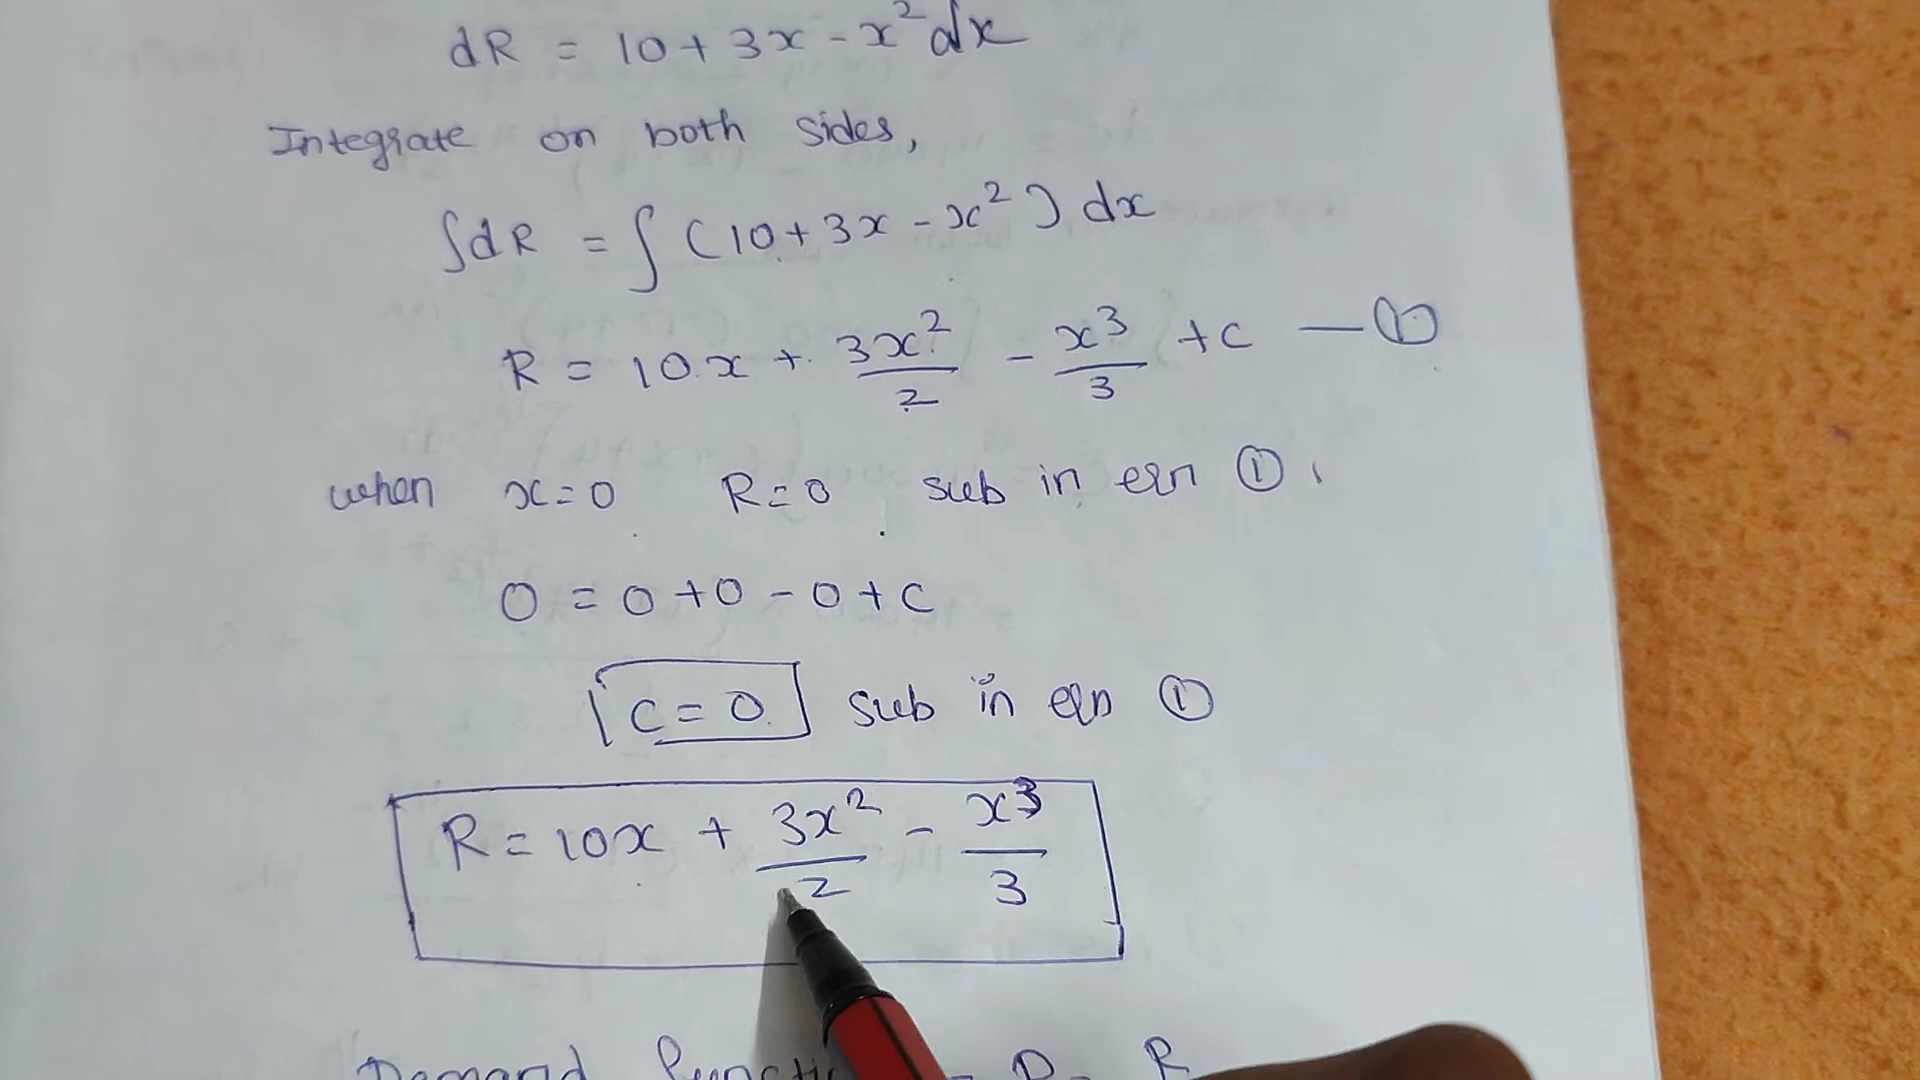 dR = 10 + 3x - x² dx
Integrate on both sides,
∫dR = ∫ (10 + 3x - x²) dx
R = 10x + 3x²/2 - x³/3 + C — ①
when x=0 R=0 sub in eqn ①,
0 = 0 + 0 - 0 + C
C = 0 sub in eqn ①
R = 10x + 3x²/2 - x³/3
Demand = R